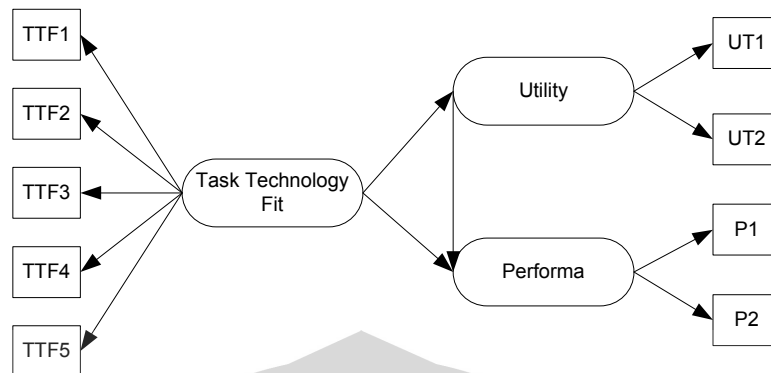 TTF1
TTF2
TTF3
TTF4
TTF5
Task Technology
Fit
Utility
Performa
UT1
UT2
P1
P2